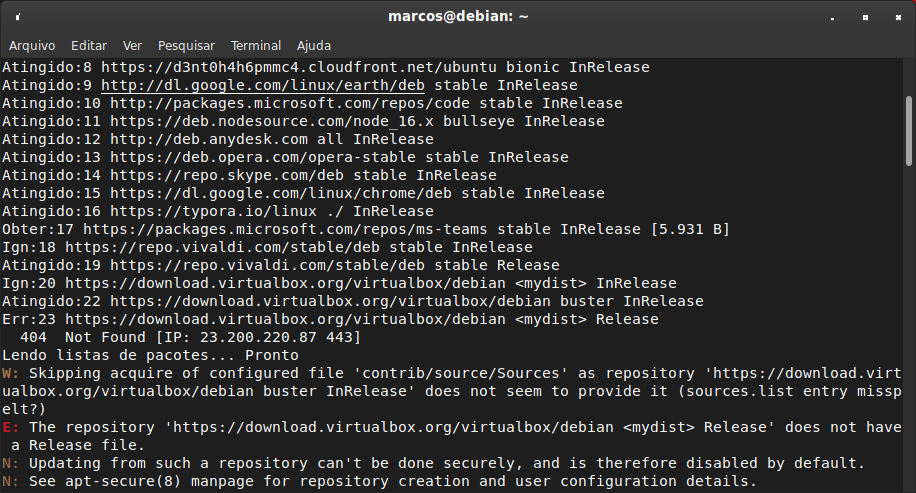 marcos@debian: ~
Arquivo Editar Ver Pesquisar Terminal Ajuda
Atingido:8 https://d3nt0h4h6pmmc4.cloudfront.net/ubuntu bionic InRelease
Atingido:9 http://dl.google.com/linux/earth/deb stable InRelease
Atingido:10 http://packages.microsoft.com/repos/code stable InRelease
Atingido:11 https://deb.nodesource.com/node_16.x bullseye InRelease
Atingido:12 http://deb.anydesk.com all InRelease
Atingido:13 https://deb.opera.com/opera-stable stable InRelease
Atingido:14 https://repo.skype.com/deb stable InRelease
Atingido:15 https://dl.google.com/linux/chrome/deb stable InRelease
Atingido:16 https://typora.io/linux ./ InRelease
Obter:17 https://packages.microsoft.com/repos/ms-teams stable InRelease [5.931 B]
Ign:18 https://repo.vivaldi.com/stable/deb stable InRelease
Atingido:19 https://repo.vivaldi.com/stable/deb stable Release
Ign:20 https://download.virtualbox.org/virtualbox/debian <mydist> InRelease
Atingido:22 https://download.virtualbox.org/virtualbox/debian buster InRelease
Err:23 https://download.virtualbox.org/virtualbox/debian <mydist> Release
  404  Not Found [IP: 23.200.220.87 443]
Lendo listas de pacotes... Pronto
W: Skipping acquire of configured file 'contrib/source/Sources' as repository 'https://download.virt
ualbox.org/virtualbox/debian buster InRelease' does not seem to provide it (sources.list entry missp
elt?)
E: The repository 'https://download.virtualbox.org/virtualbox/debian <mydist> Release' does not have
 a Release file.
N: Updating from such a repository can't be done securely, and is therefore disabled by default.
N: See apt-secure(8) manpage for repository creation and user configuration details.